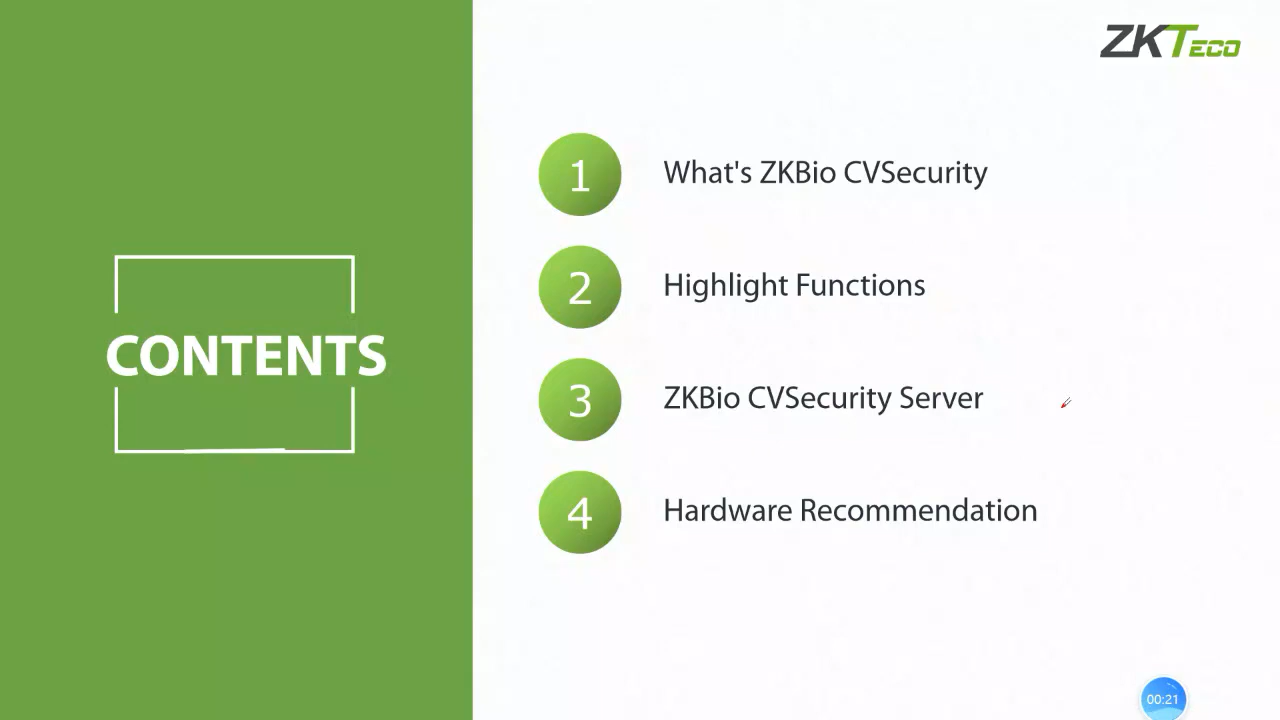 ZKTeco
CONTENTS
1 What's ZKBio CVSecurity
2 Highlight Functions
3 ZKBio CVSecurity Server
4 Hardware Recommendation
00:21